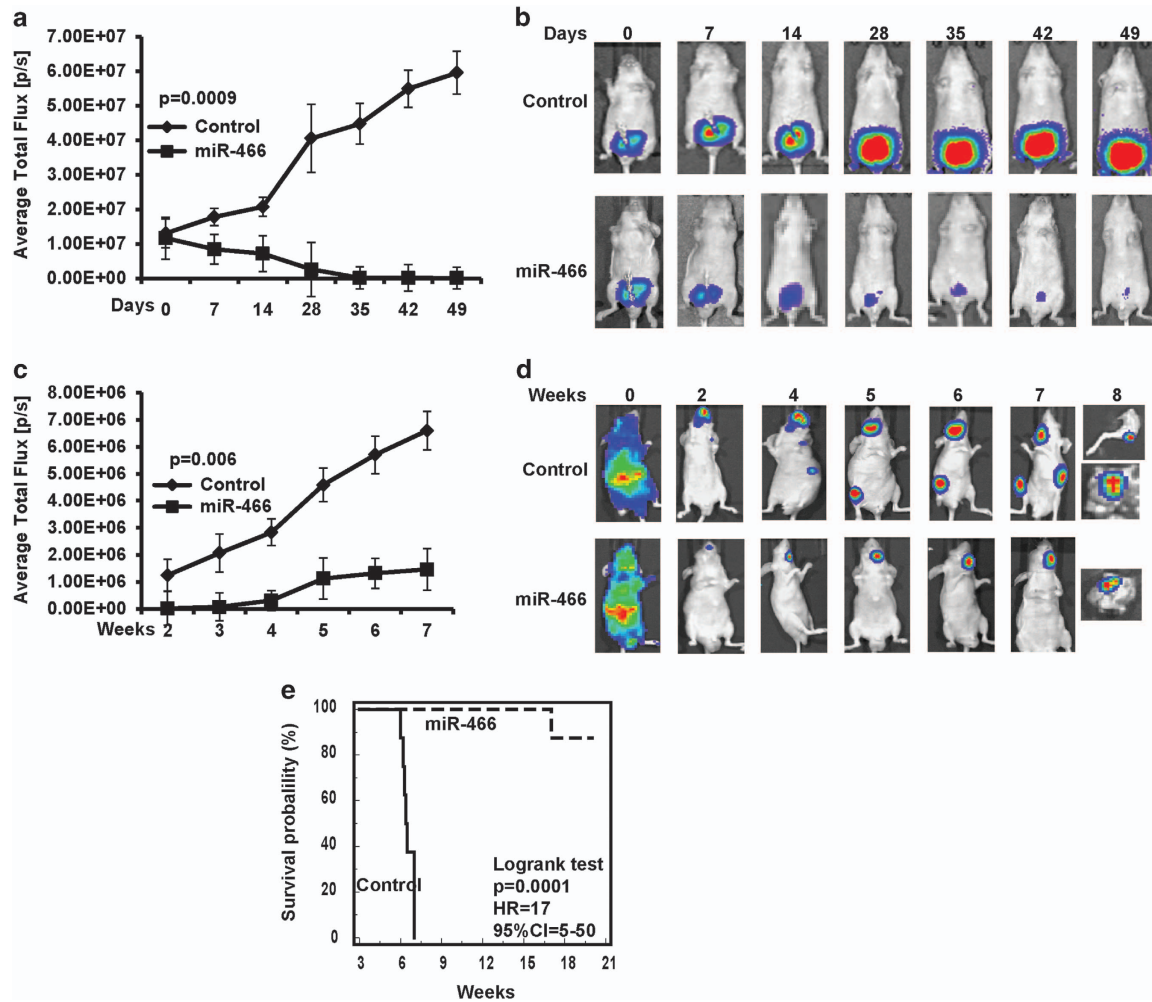 a
7.00E+07
6.00E+07
5.00E+07
4.00E+07
3.00E+07
2.00E+07
1.00E+07
0.00E+00
Average Total Flux [p/s]
p=0.0009
Control
miR-466
Days 0 7 14 28 35 42 49
b
Days 0 7 14 28 35 42 49
Control
miR-466
c
8.00E+06
7.00E+06
6.00E+06
5.00E+06
4.00E+06
3.00E+06
2.00E+06
1.00E+06
0.00E+00
Average Total Flux [p/s]
p=0.006
Control
miR-466
Weeks 2 3 4 5 6 7
d
Weeks 0 2 4 5 6 7 8
Control
miR-466
e
100
80
60
40
20
0
Survival probalility (%)
miR-466
Control
Logrank test
p=0.0001
HR=17
95%CI=5-50
3 6 9 12 15 18 21
Weeks